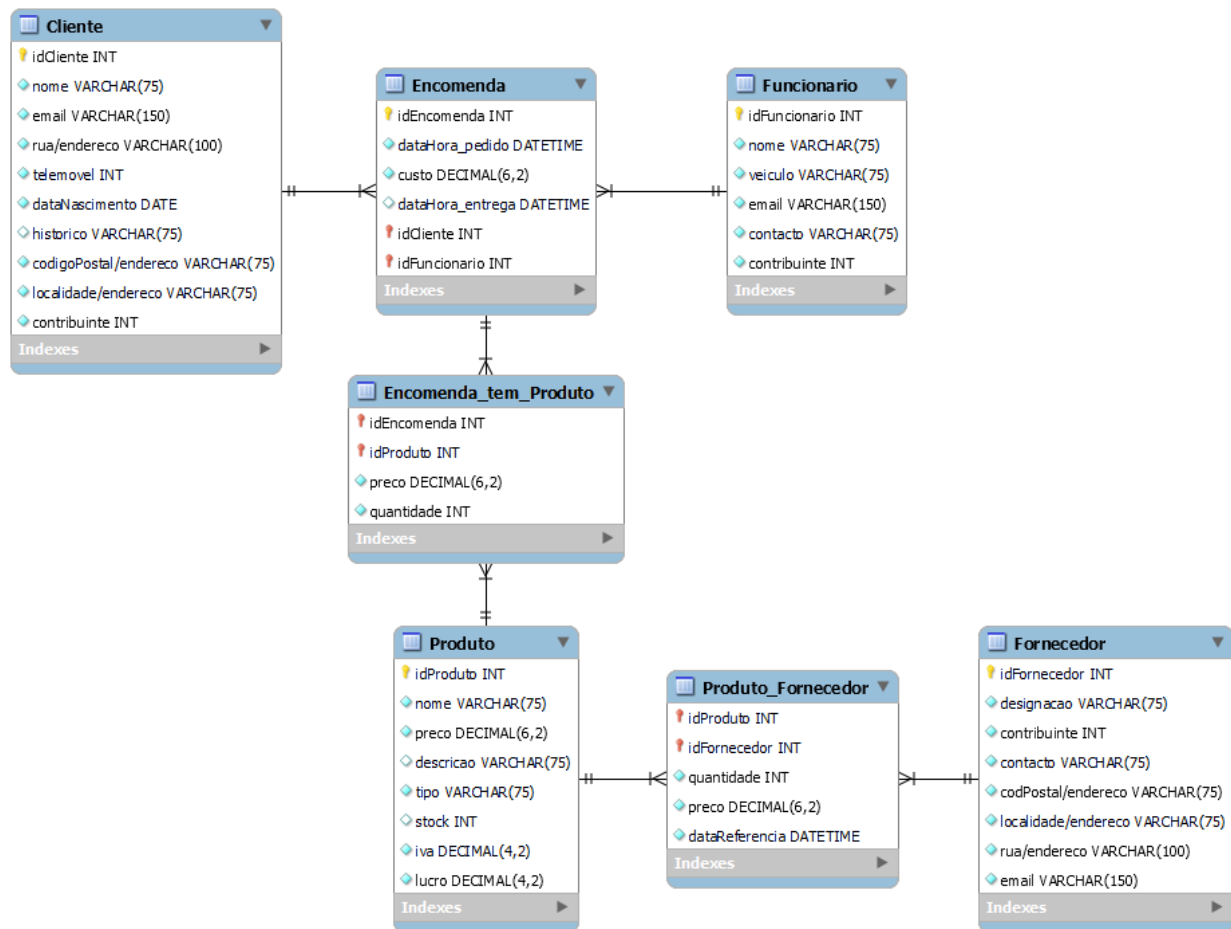 Cliente
idCliente INT
nome VARCHAR(75)
email VARCHAR(150)
rua/endereco VARCHAR(100)
telemovel INT
dataNascimento DATE
historico VARCHAR(75)
codigoPostal/endereco VARCHAR(75)
localidade/endereco VARCHAR(75)
contribuinte INT
Indexes
Encomenda
idEncomenda INT
dataHora_pedido DATETIME
custo DECIMAL(6,2)
dataHora_entrega DATETIME
idCliente INT
idFuncionario INT
Indexes
Funcionario
idFuncionario INT
nome VARCHAR(75)
veiculo VARCHAR(75)
email VARCHAR(150)
contacto VARCHAR(75)
contribuinte INT
Indexes
Encomenda_tem_Produto
idEncomenda INT
idProduto INT
preco DECIMAL(6,2)
quantidade INT
Indexes
Produto
idProduto INT
nome VARCHAR(75)
preco DECIMAL(6,2)
descricao VARCHAR(75)
tipo VARCHAR(75)
stock INT
iva DECIMAL(4,2)
lucro DECIMAL(4,2)
Indexes
Produto_Fornecedor
idProduto INT
idFornecedor INT
quantidade INT
preco DECIMAL(6,2)
dataReferencia DATETIME
Indexes
Fornecedor
idFornecedor INT
designacao VARCHAR(75)
contribuinte INT
contacto VARCHAR(75)
codPostal/endereco VARCHAR(75)
localidade/endereco VARCHAR(75)
rua/endereco VARCHAR(100)
email VARCHAR(150)
Indexes